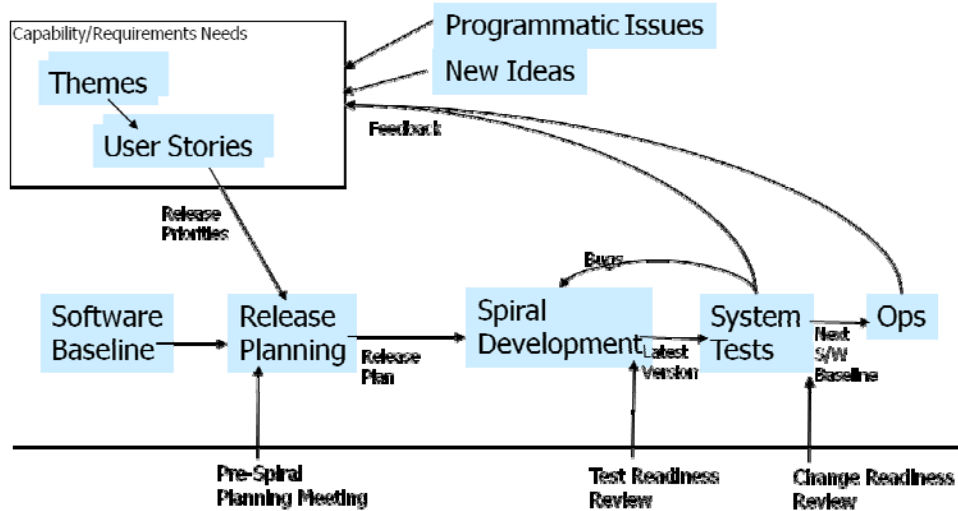 Capability/Requirements Needs
Themes
User Stories
Programmatic Issues
New Ideas
Feedback
Release
Priorities
Bugs
Software
Baseline
Release
Planning
Release
Plan
Spiral
Development
Latest
Version
System
Tests
Next
S/W
Baseline
Ops
Pre-Spiral
Planning Meeting
Test Readiness
Review
Change Readiness
Review